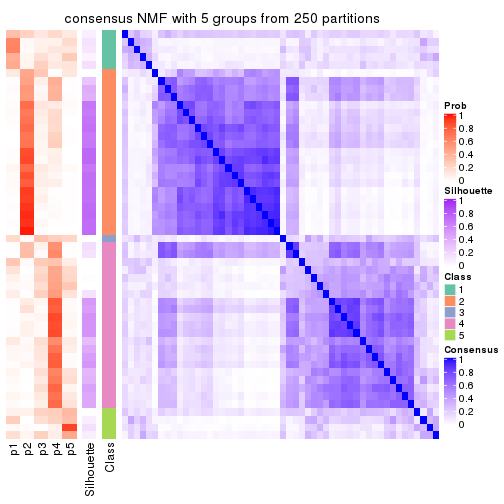 consensus NMF with 5 groups from 250 partitions
Prob
1
0.8
0.6
0.4
0.2
0
Silhouette
1
0.8
0.6
0.4
0.2
0
Class
1
2
3
4
5
Consensus
1
0.8
0.6
0.4
0.2
0
p1
p2
p3
p4
p5
Silhouette
Class